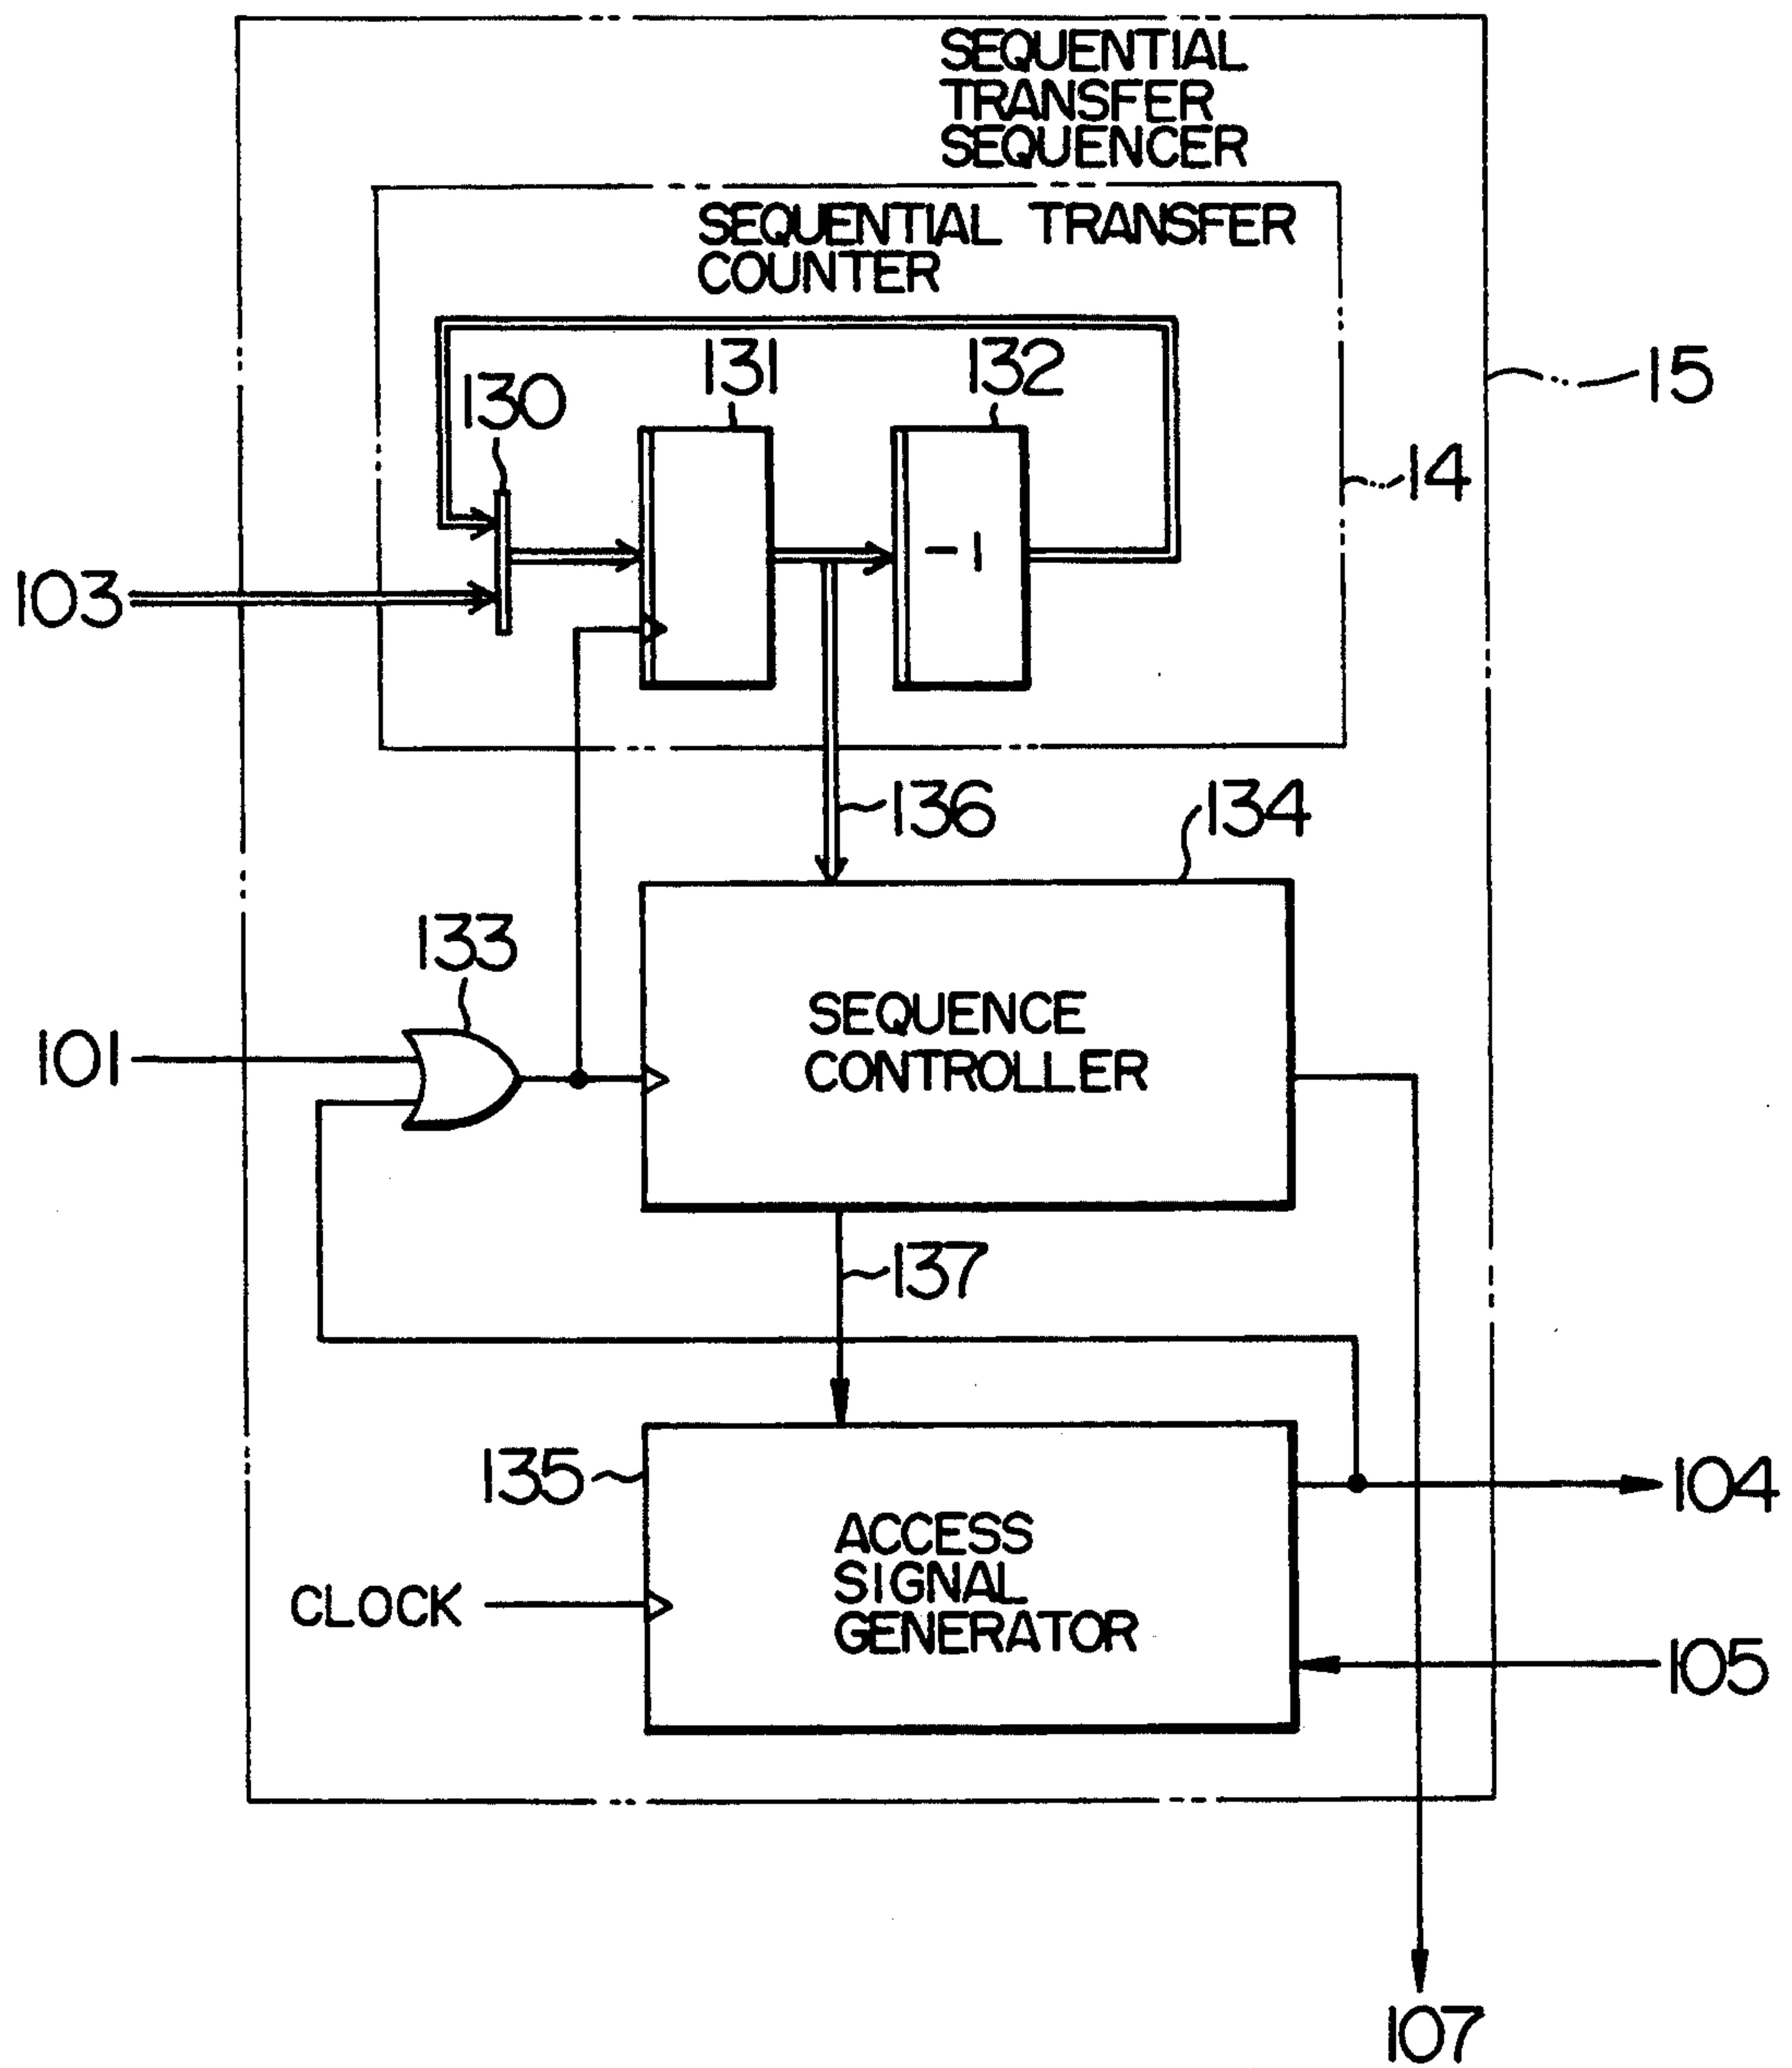 SEQUENTIAL
TRANSFER
SEQUENCER
SEQUENTIAL TRANSFER
COUNTER
130
131
132
15
14
-1
103
136
134
133
101
SEQUENCE
CONTROLLER
137
135
104
ACCESS
SIGNAL
GENERATOR
CLOCK
105
107